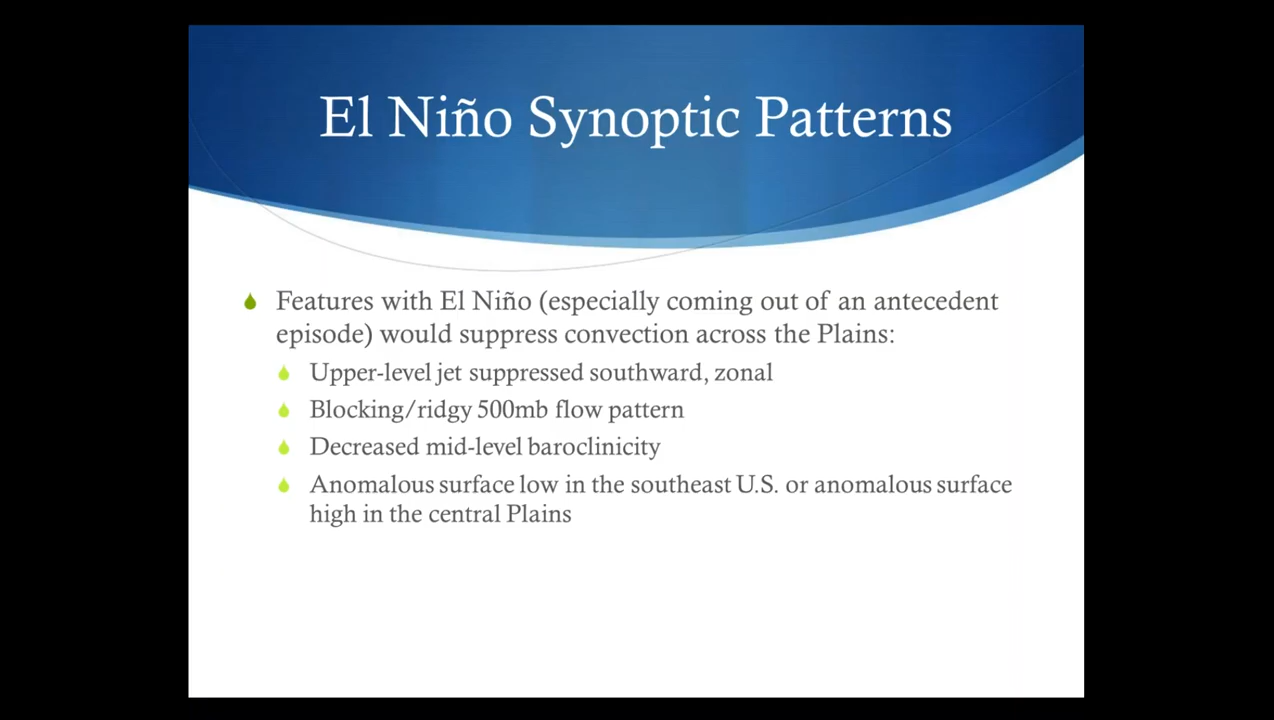 El Niño Synoptic Patterns
Features with El Niño (especially coming out of an antecedent
episode) would suppress convection across the Plains:
Upper-level jet suppressed southward, zonal
Blocking/ridgy 500mb flow pattern
Decreased mid-level baroclinicity
Anomalous surface low in the southeast U.S. or anomalous surface
high in the central Plains